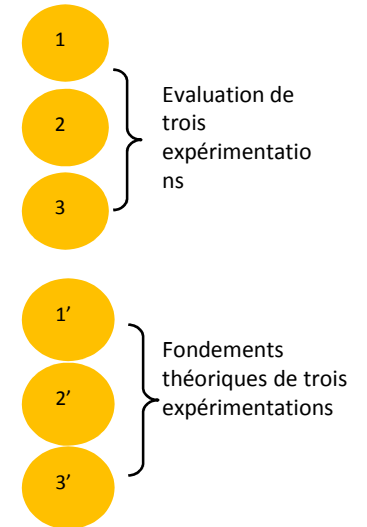 1
2
3
Evaluation de
trois
expérimentatio
ns
1’
2’
3’
Fondements
théoriques de trois
expérimentations